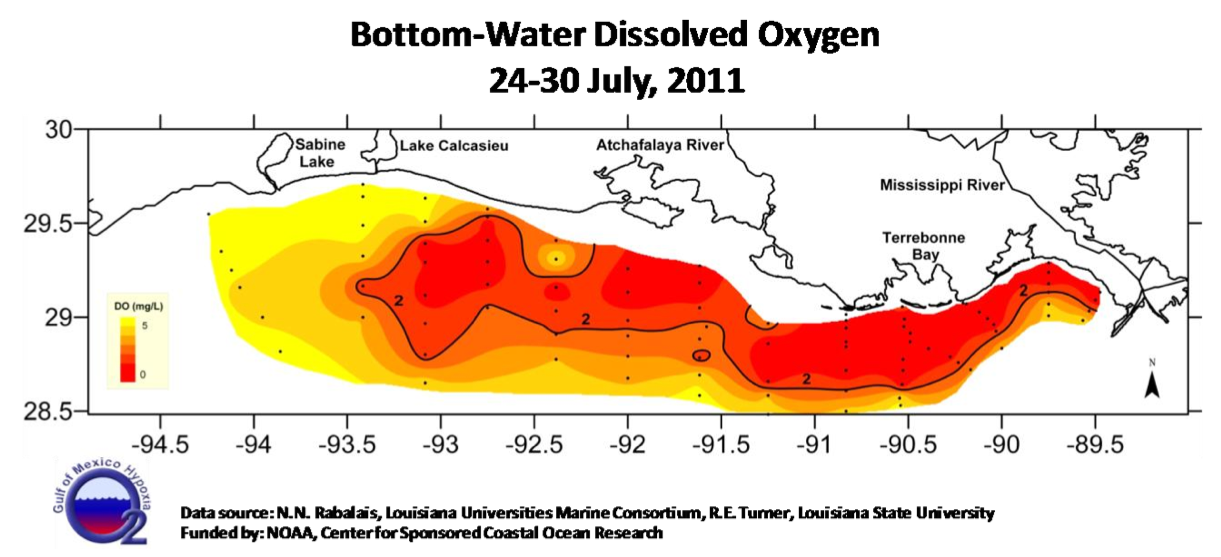 Bottom-Water Dissolved Oxygen
24-30 July, 2011
30
29.5
29
28.5
Sabine
Lake
Lake Calcasieu
Atchafalaya River
Mississippi River
Terrebonne
Bay
2
2
2
2
DO (mg/L)
5
0
N
-94.5 -94 -93.5 -93 -92.5 -92 -91.5 -91 -90.5 -90 -89.5
Gulf of Mexico Hypoxia
O2
Data source: N.N. Rabalais, Louisiana Universities Marine Consortium, R.E. Turner, Louisiana State University
Funded by: NOAA, Center for Sponsored Coastal Ocean Research